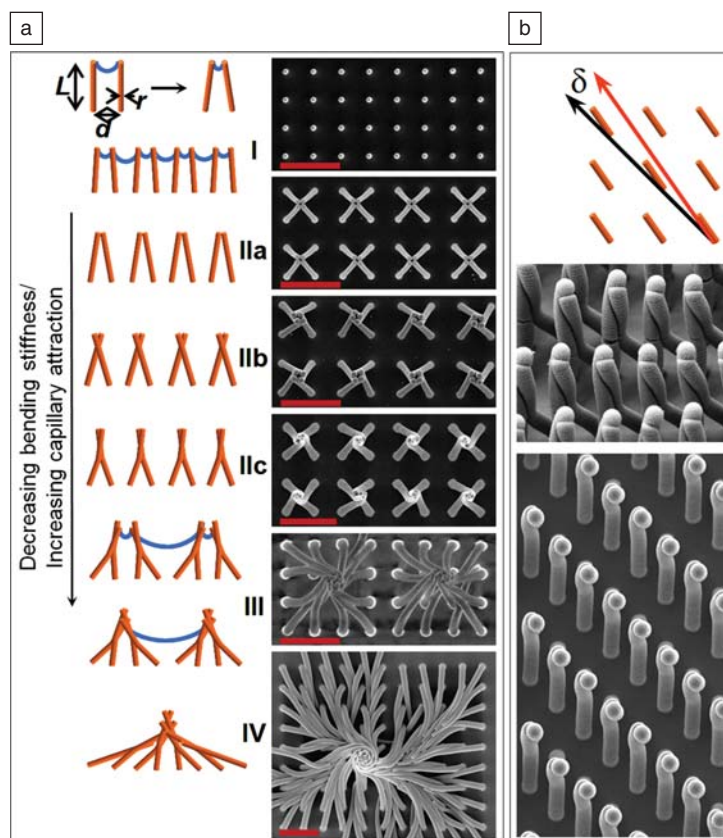 a
b
L
r
d
δ
I
IIa
IIb
IIc
III
IV
Decreasing bending stiffness/
Increasing capillary attraction